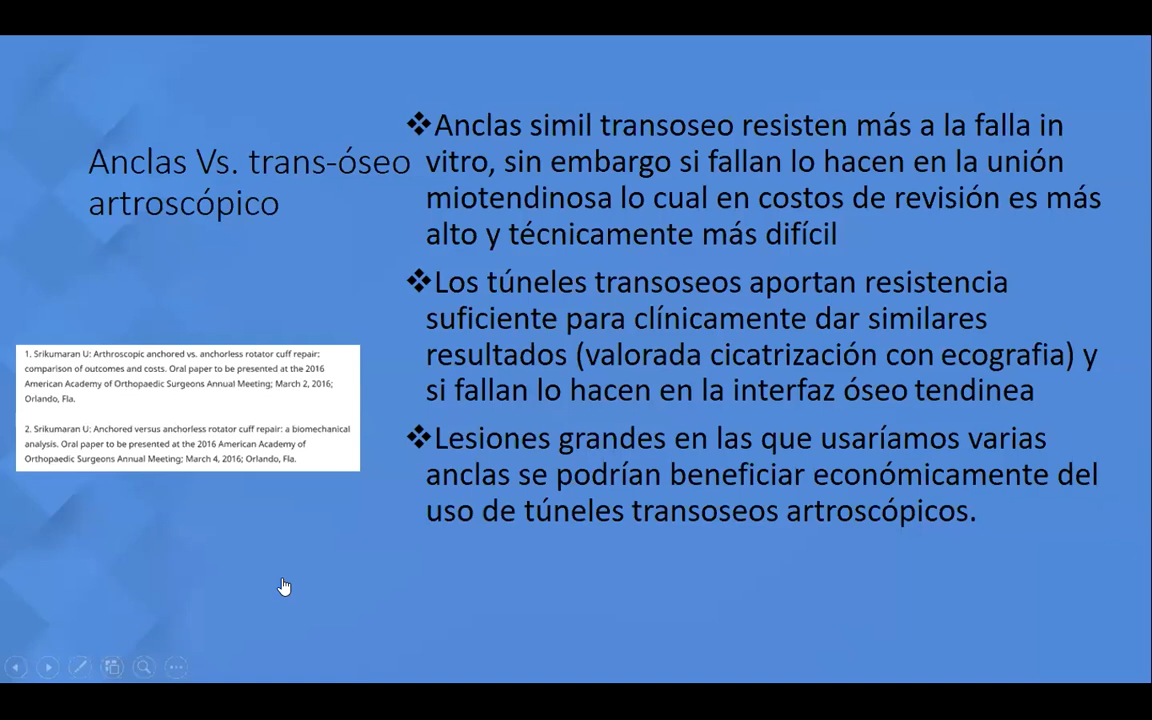 Anclas Vs. trans-óseo
artroscópico
❖Anclas simil transoseo resisten más a la falla in
vitro, sin embargo si fallan lo hacen en la unión
miotendinosa lo cual en costos de revisión es más
alto y técnicamente más difícil
❖Los túneles transoseos aportan resistencia
suficiente para clínicamente dar similares
resultados (valorada cicatrización con ecografia) y
si fallan lo hacen en la interfaz óseo tendinea
❖Lesiones grandes en las que usaríamos varias
anclas se podrían beneficiar económicamente del
uso de túneles transoseos artroscópicos.
1. Srikumaran U: Arthroscopic anchored vs. anchorless rotator cuff repair:
comparison of outcomes and costs. Oral paper to be presented at the 2016
American Academy of Orthopaedic Surgeons Annual Meeting; March 2, 2016;
Orlando, Fla.
2. Srikumaran U: Anchored versus anchorless rotator cuff repair: a biomechanical
analysis. Oral paper to be presented at the 2016 American Academy of
Orthopaedic Surgeons Annual Meeting; March 4, 2016; Orlando, Fla.